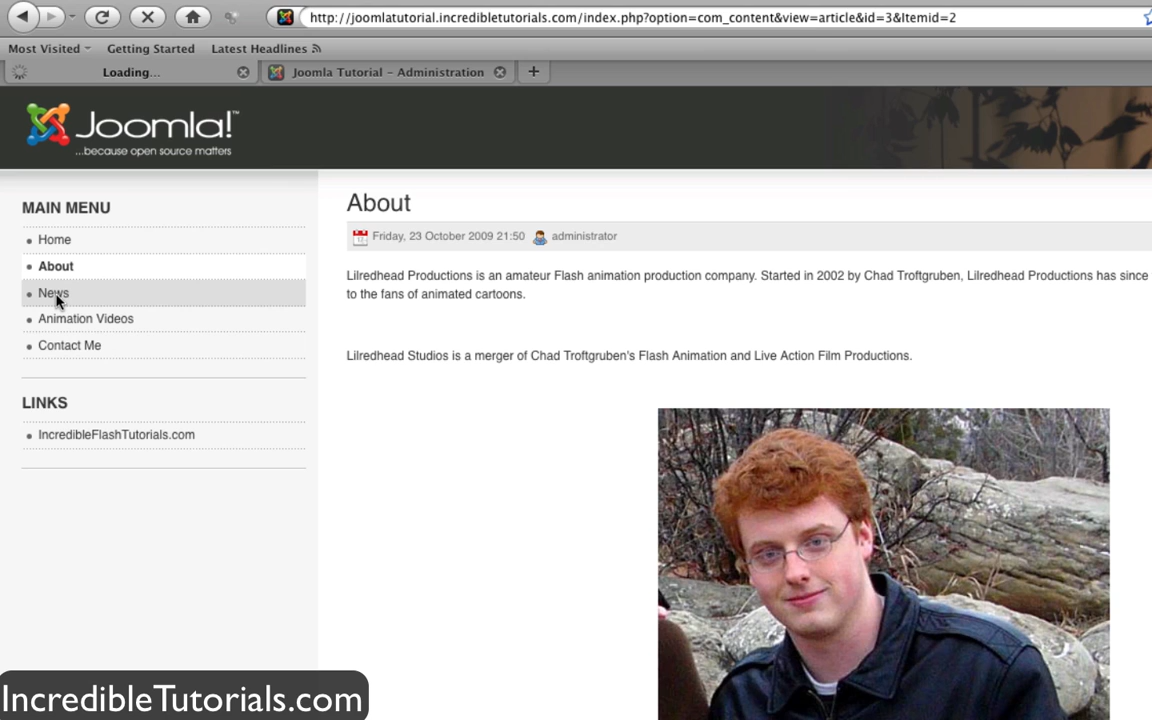 http://joomlatutorial.incredibletutorials.com/index.php?option=com_content&view=article&id=3&Itemid=2
Most Visited Getting Started Latest Headlines
Loading... Joomla Tutorial - Administration +
Joomla!™
...because open source matters
MAIN MENU
Home
About
News
Animation Videos
Contact Me
LINKS
IncredibleFlashTutorials.com
About
Friday, 23 October 2009 21:50 administrator
Lilredhead Productions is an amateur Flash animation production company. Started in 2002 by Chad Troftgruben, Lilredhead Productions has since
to the fans of animated cartoons.
Lilredhead Studios is a merger of Chad Troftgruben's Flash Animation and Live Action Film Productions.
IncredibleTutorials.com